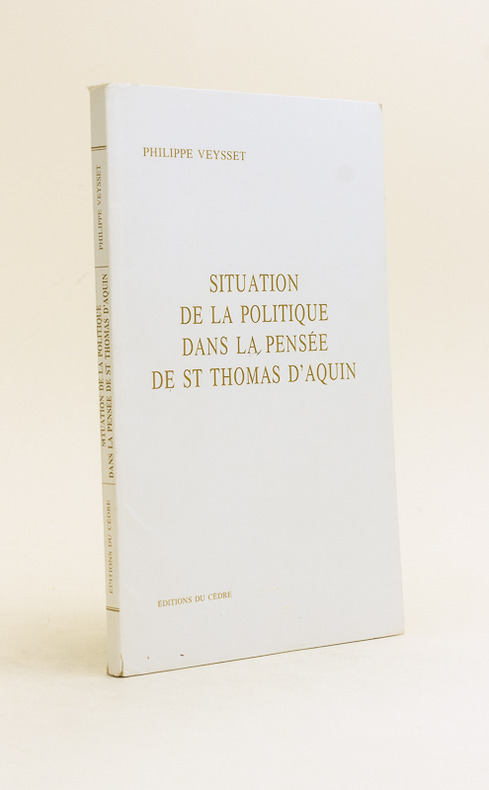 PHILIPPE VEYSSET
SITUATION
DE LA POLITIQUE
DANS LA PENSÉE
DE ST THOMAS D'AQUIN
EDITIONS DU CÈDRE
PHILIPPE VEYSSET
SITUATION DE LA POLITIQUE
DANS LA PENSÉE DE ST THOMAS D'AQUIN
EDITIONS DU CÈDRE